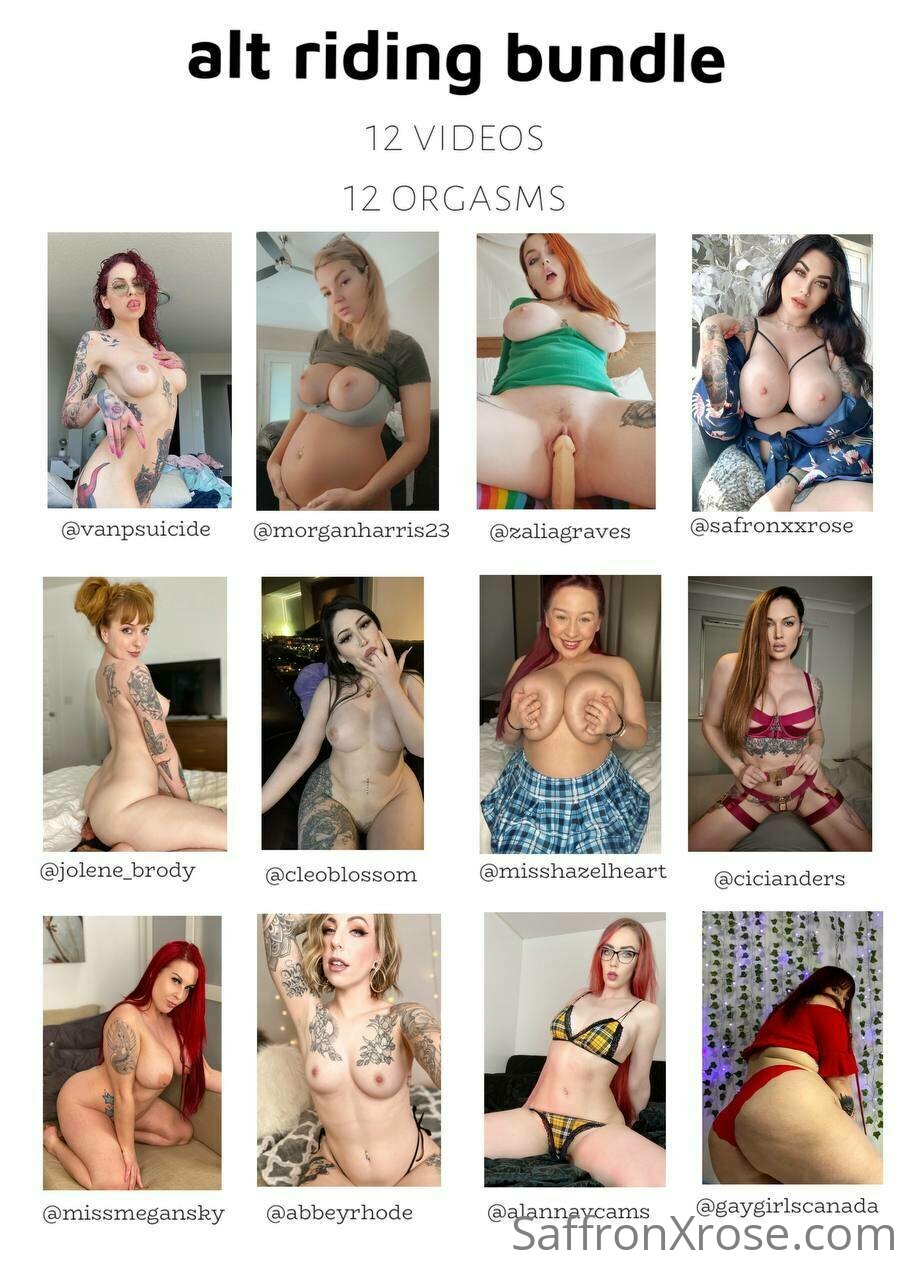 alt riding bundle
12 VIDEOS
12 ORGASMS
@vanpsuicide
@morganharris23
@zaliagraves
@safronxxrose
@jolene_brody
@cleoblossom
@misshazelheart
@cicianders
@missmegansky
@abbeyrhode
@alannaycams
@gaygirlscanada
SaffronXrose.com